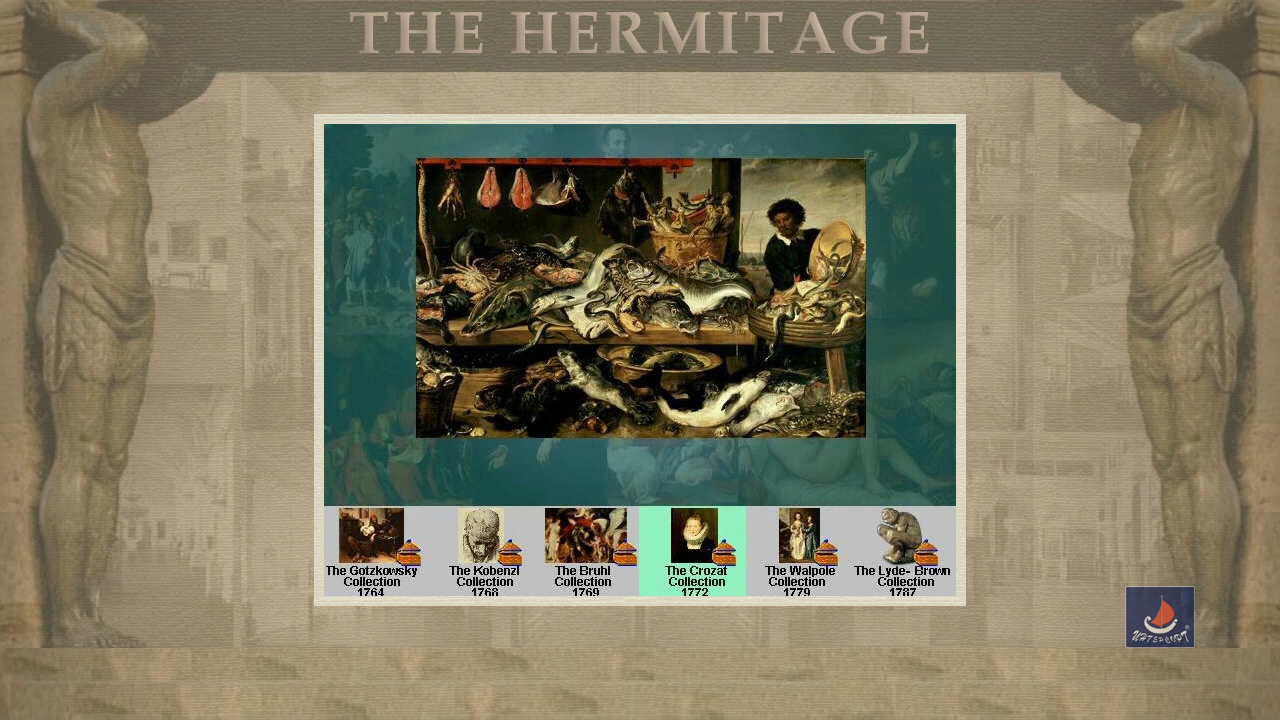 THE HERMITAGE
The Gotzkowsky
Collection
1764
The Kobenzl
Collection
1768
The Bruhl
Collection
1769
The Crozat
Collection
1772
The Walpole
Collection
1779
The Lyde- Brown
Collection
1787